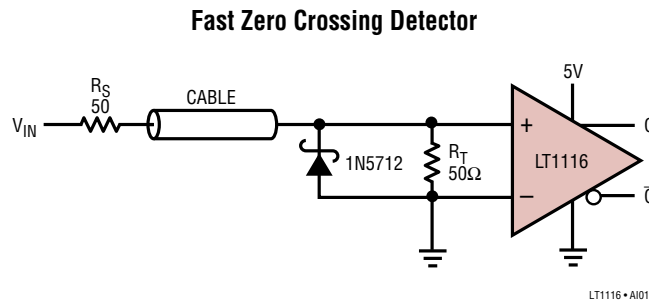 Fast Zero Crossing Detector
5V
R_S
50
CABLE
V_IN
+
1N5712
R_T
50Ω
LT1116
−
LT1116 • AI01